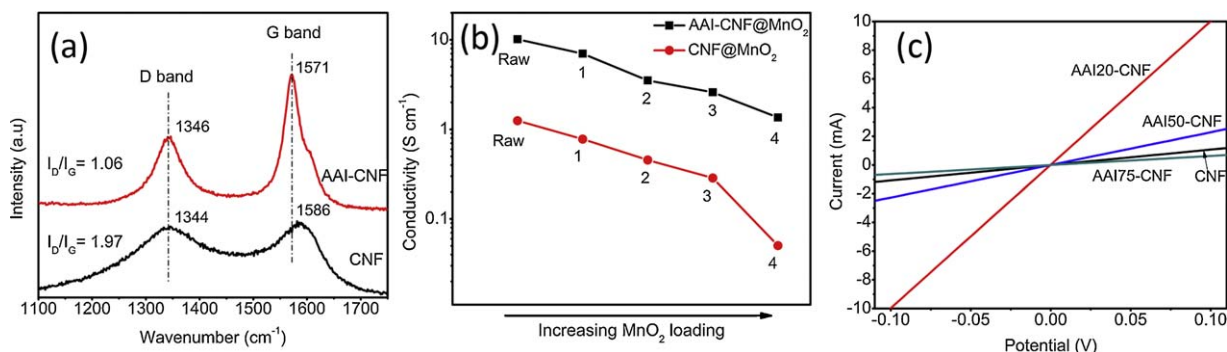 (a)
D band
G band
1571
1346
I_D/I_G = 1.06
AAI-CNF
1344
1586
I_D/I_G = 1.97
CNF
Intensity (a.u)
1100 1200 1300 1400 1500 1600 1700
Wavenumber (cm⁻¹)
(b)
AAI-CNF@MnO₂
CNF@MnO₂
10
1
0.1
Raw
1
2
3
4
Raw
1
2
3
4
Conductivity (S cm⁻¹)
Increasing MnO₂ loading
(c)
10
8
6
4
2
0
-2
-4
-6
-8
-10
AAI20-CNF
AAI50-CNF
AAI75-CNF
CNF
Current (mA)
-0.10 -0.05 0.00 0.05 0.10
Potential (V)